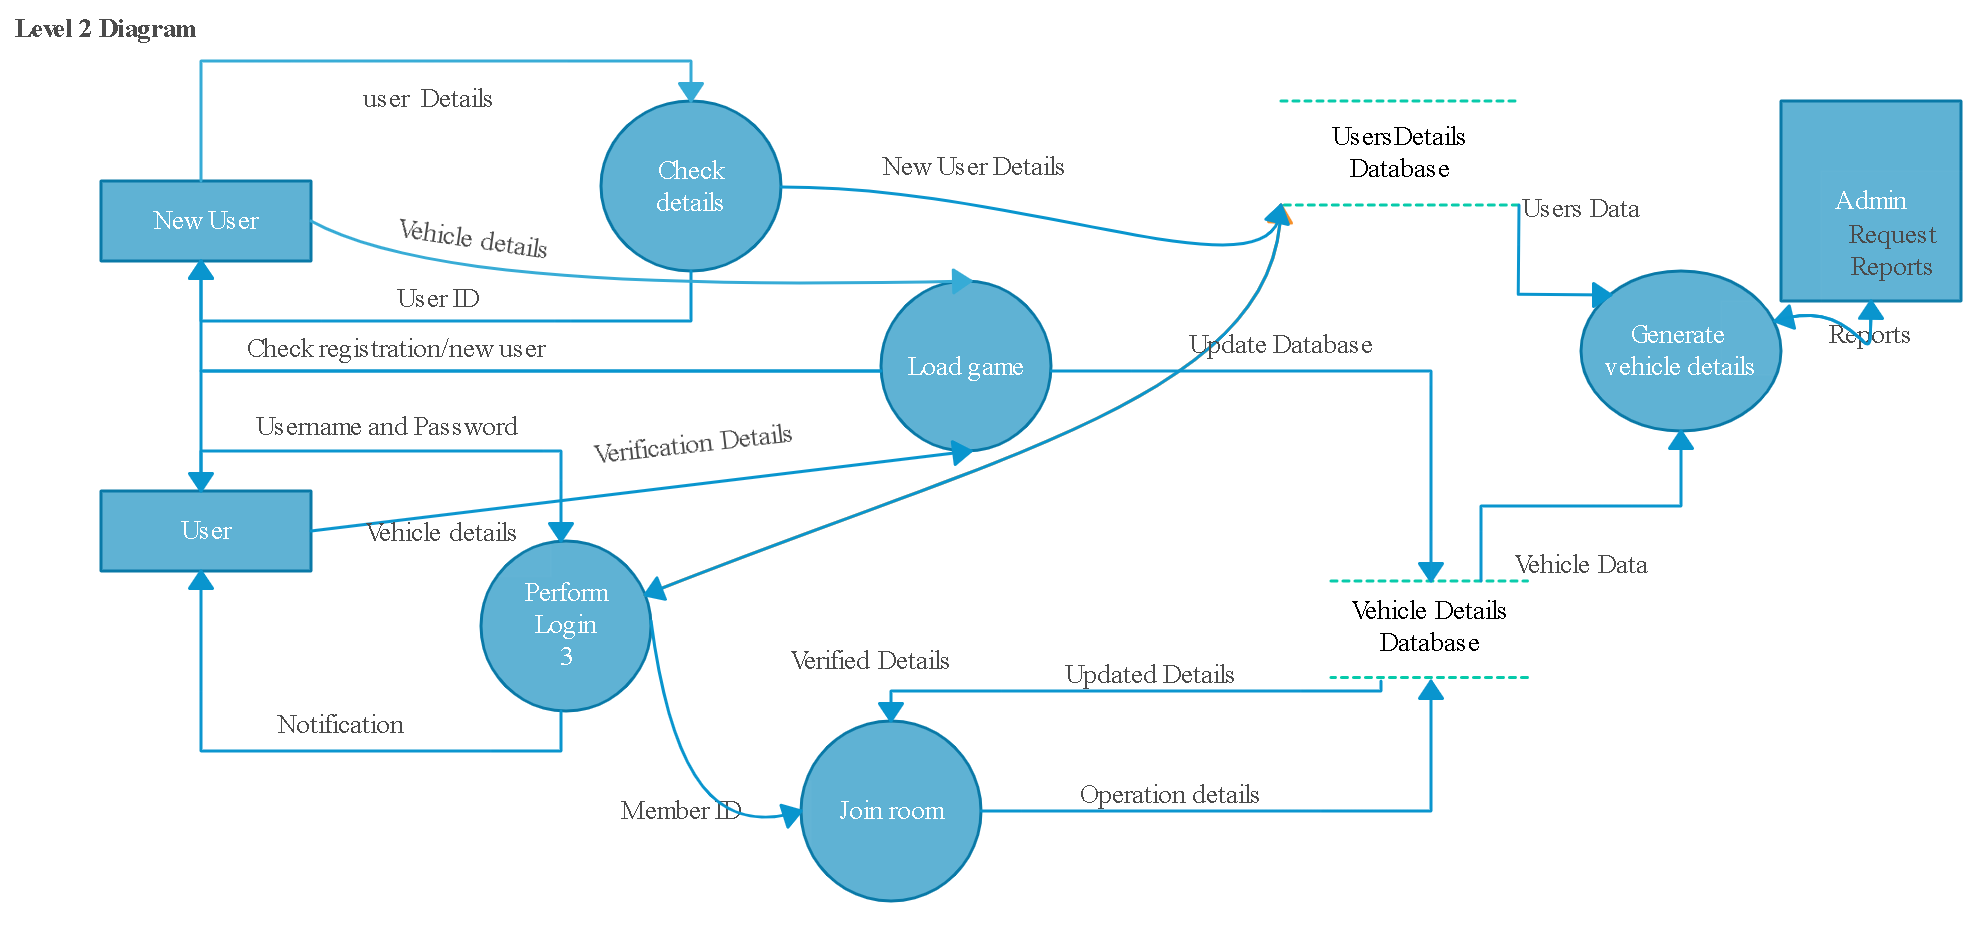 Level 2 Diagram
user Details
Check
details
New User Details
UsersDetails
Database
Users Data
Admin
Request
Reports
New User
Vehicle details
User ID
Check registration/new user
Load game
Update Database
Generate
vehicle details
Reports
Username and Password
Verification Details
User
Vehicle details
Perform
Login
3
Vehicle Data
Vehicle Details
Database
Verified Details
Updated Details
Notification
Member ID
Join room
Operation details